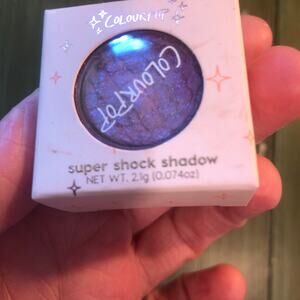 COLOURPOP
COLOURPOP
super shock shadow
NET WT. 2.1g (0.074oz)